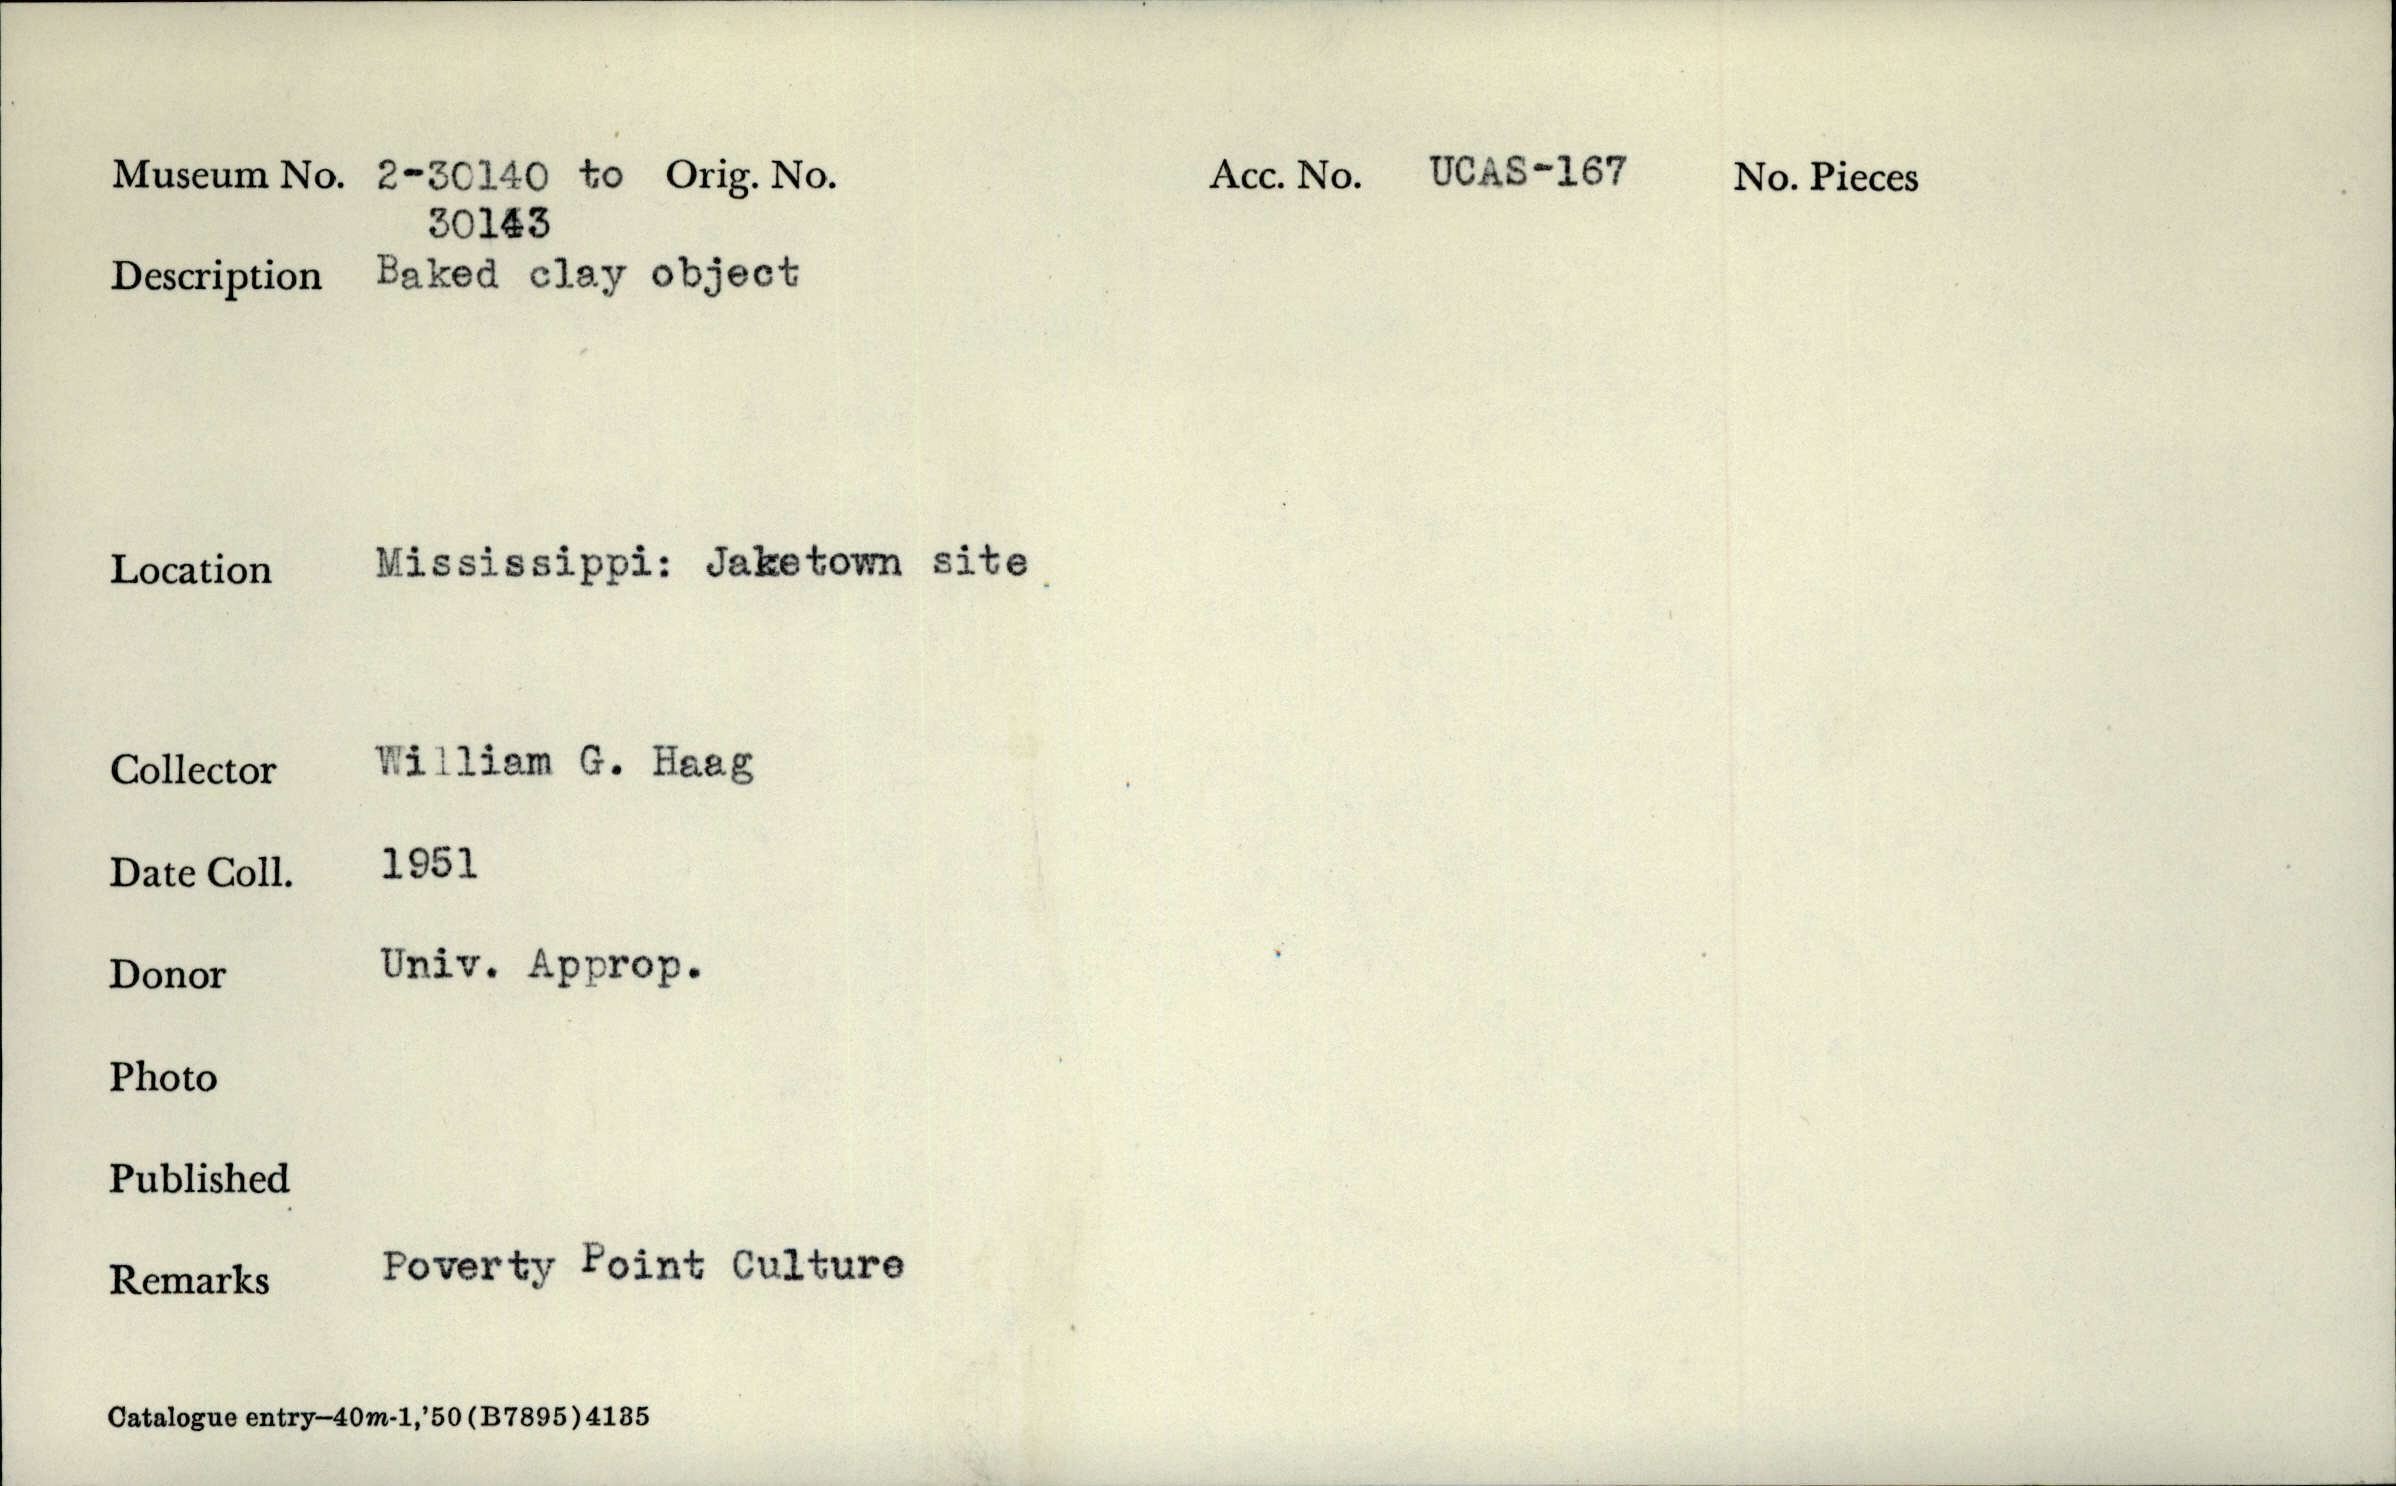 Museum No. 2-30140 to Orig. No. Acc. No. UCAS-167 No. Pieces
30143
Description Baked clay object
Location Mississippi: Jaketown site
Collector William G. Haag
Date Coll. 1951
Donor Univ. Approp.
Photo
Published
Remarks Poverty Point Culture
Catalogue entry—40m-1,'50(B7895)4135